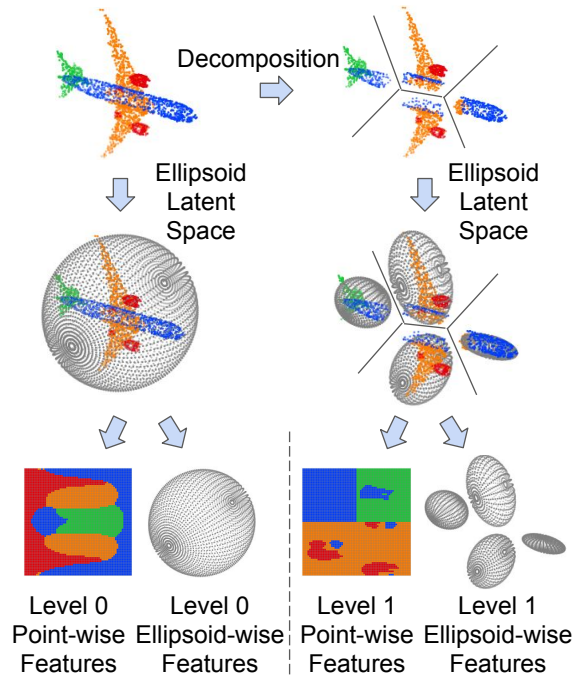 Decomposition
Ellipsoid
Latent
Space
Ellipsoid
Latent
Space
Level 0
Point-wise
Features
Level 0
Ellipsoid-wise
Features
Level 1
Point-wise
Features
Level 1
Ellipsoid-wise
Features